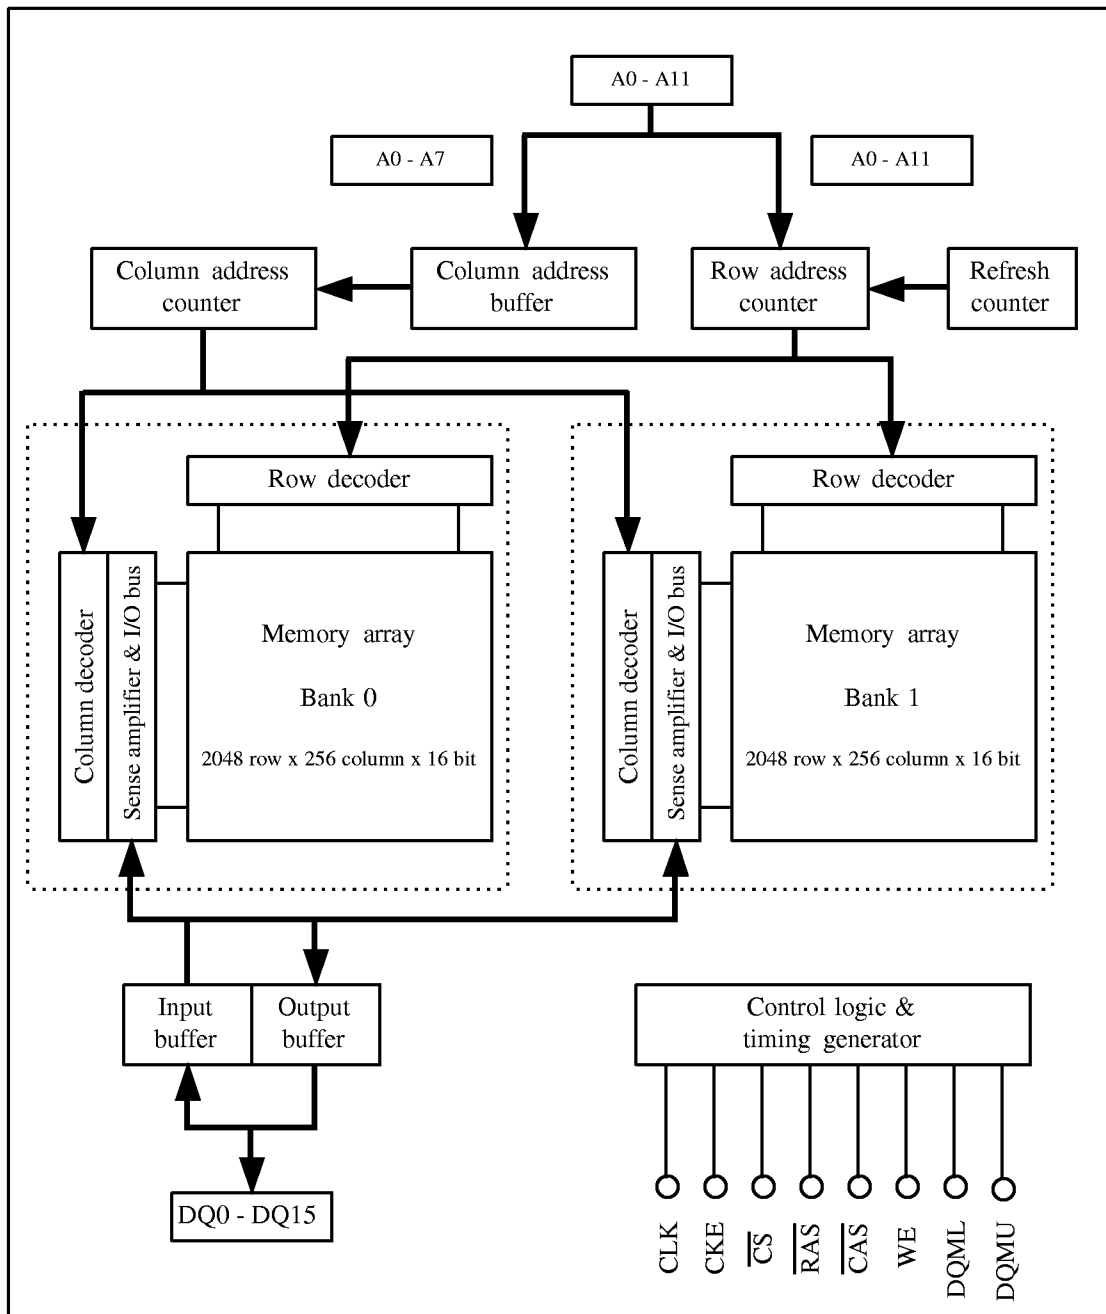 A0 - A11
A0 - A7
A0 - A11
Column address
counter
Column address
buffer
Row address
counter
Refresh
counter
Row decoder
Row decoder
Column decoder
Sense amplifier & I/O bus
Memory array
Bank 0
2048 row x 256 column x 16 bit
Column decoder
Sense amplifier & I/O bus
Memory array
Bank 1
2048 row x 256 column x 16 bit
Input
buffer
Output
buffer
Control logic &
timing generator
DQ0 - DQ15
CLK
CKE
C̅S̅
R̅A̅S̅
C̅A̅S̅
WE
DQML
DQMU